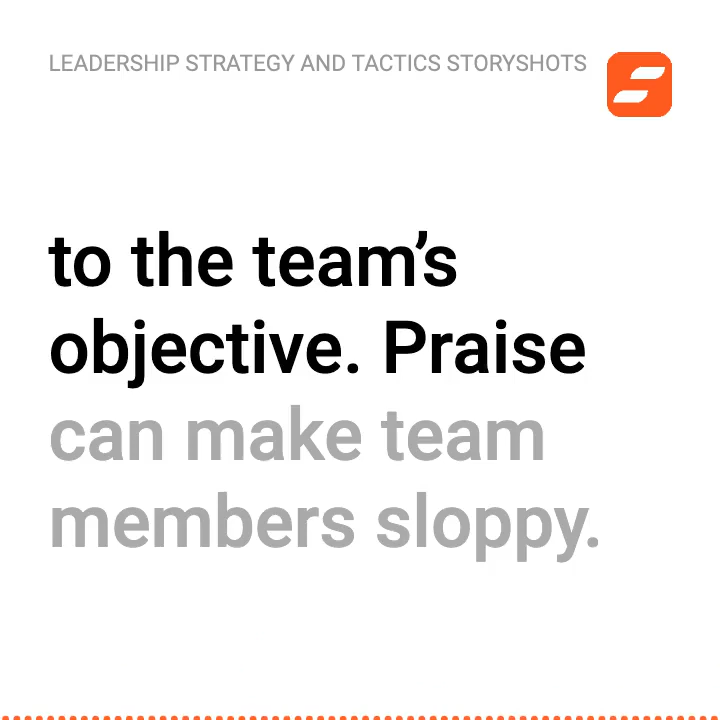 LEADERSHIP STRATEGY AND TACTICS STORYSHOTS
to the team’s
objective. Praise
can make team
members sloppy.